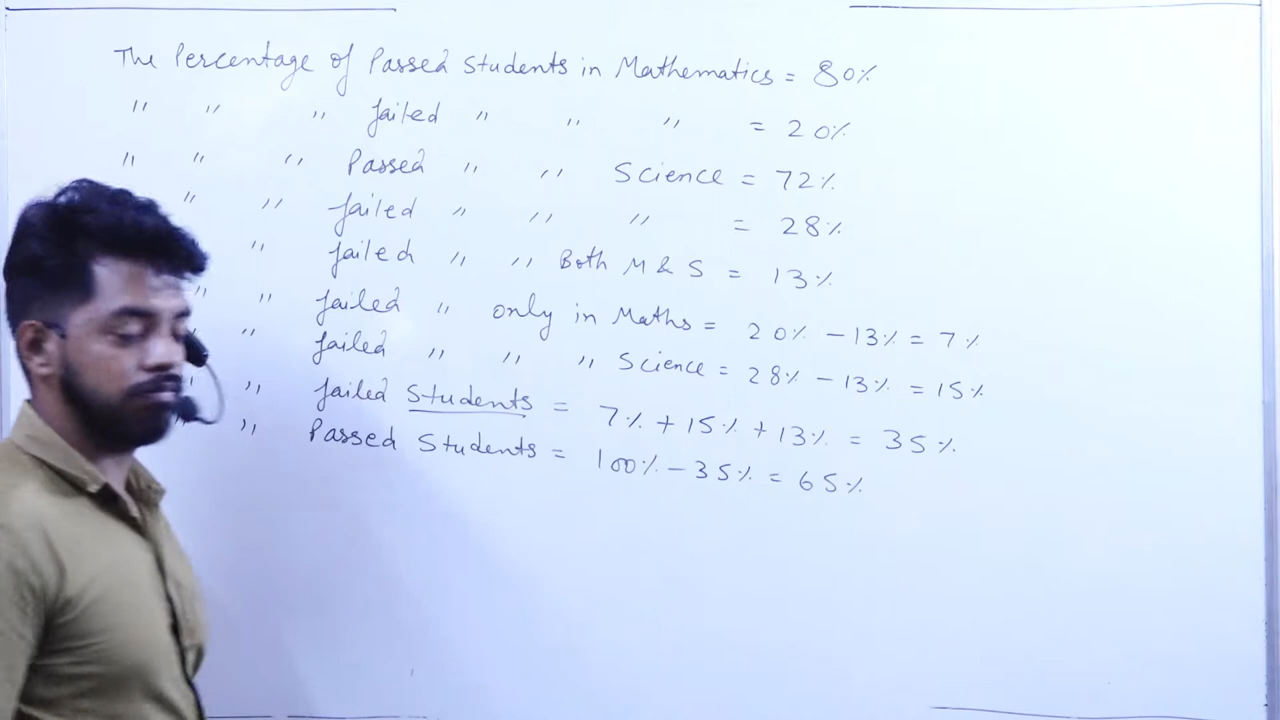 The Percentage of Passed Students in Mathematics = 80%
" " " failed " " " = 20%
" " " Passed " " Science = 72%
" " failed " " " = 28%
" failed " " Both M & S = 13%
" " failed " only in Maths = 20% - 13% = 7%
" failed " " " Science = 28% - 13% = 15%
" " failed Students = 7% + 15% + 13% = 35%
" " Passed Students = 100% - 35% = 65%